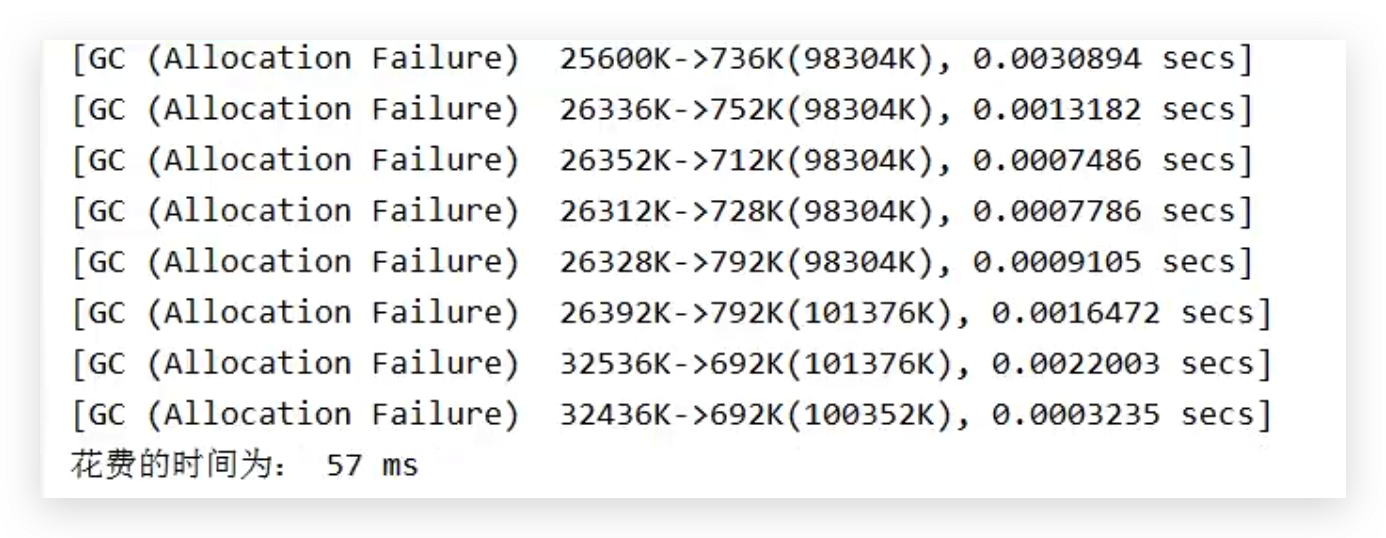 [GC (Allocation Failure)  25600K->736K(98304K), 0.0030894 secs]
[GC (Allocation Failure)  26336K->752K(98304K), 0.0013182 secs]
[GC (Allocation Failure)  26352K->712K(98304K), 0.0007486 secs]
[GC (Allocation Failure)  26312K->728K(98304K), 0.0007786 secs]
[GC (Allocation Failure)  26328K->792K(98304K), 0.0009105 secs]
[GC (Allocation Failure)  26392K->792K(101376K), 0.0016472 secs]
[GC (Allocation Failure)  32536K->692K(101376K), 0.0022003 secs]
[GC (Allocation Failure)  32436K->692K(100352K), 0.0003235 secs]
花费的时间为： 57 ms